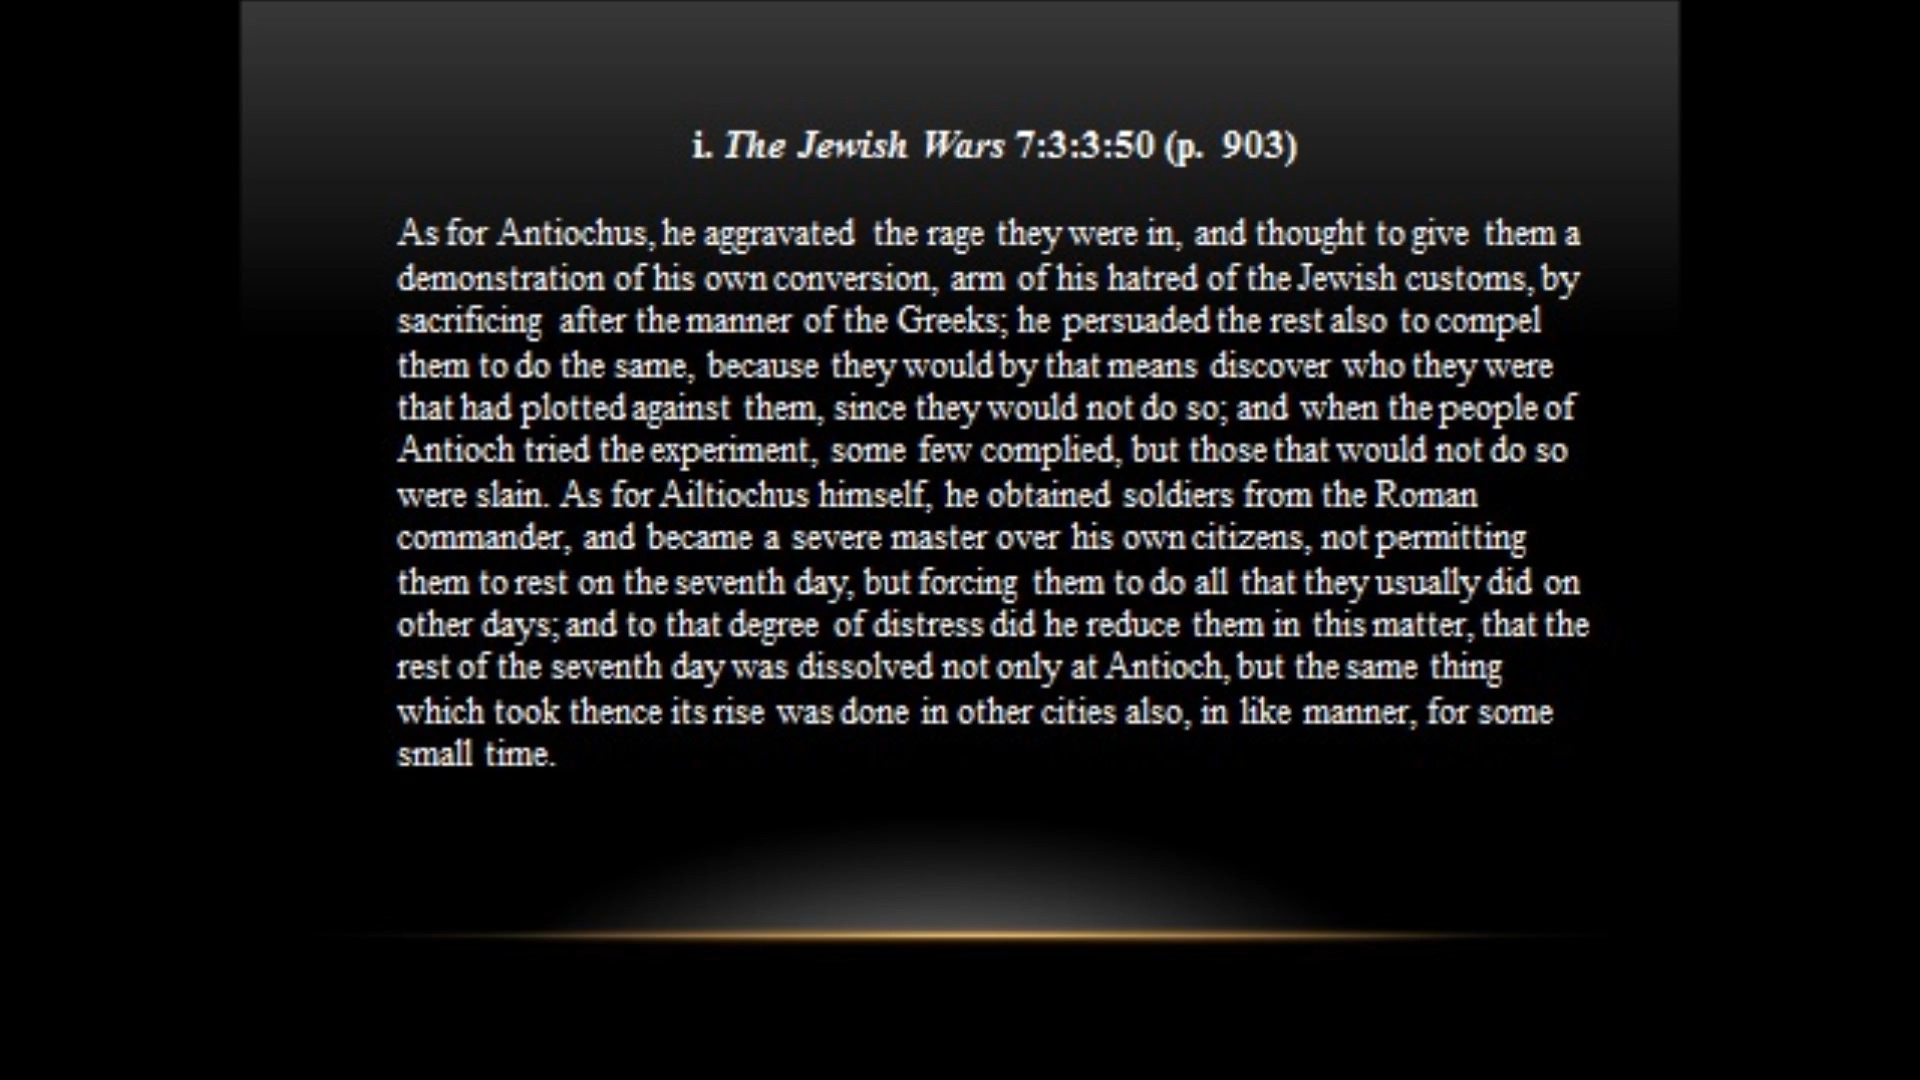 i. The Jewish Wars 7:3:3:50 (p. 903)
As for Antiochus, he aggravated the rage they were in, and thought to give them a
demonstration of his own conversion, arm of his hatred of the Jewish customs, by
sacrificing after the manner of the Greeks; he persuaded the rest also to compel
them to do the same, because they would by that means discover who they were
that had plotted against them, since they would not do so; and when the people of
Antioch tried the experiment, some few complied, but those that would not do so
were slain. As for Ailtiochus himself, he obtained soldiers from the Roman
commander, and became a severe master over his own citizens, not permitting
them to rest on the seventh day, but forcing them to do all that they usually did on
other days; and to that degree of distress did he reduce them in this matter, that the
rest of the seventh day was dissolved not only at Antioch, but the same thing
which took thence its rise was done in other cities also, in like manner, for some
small time.